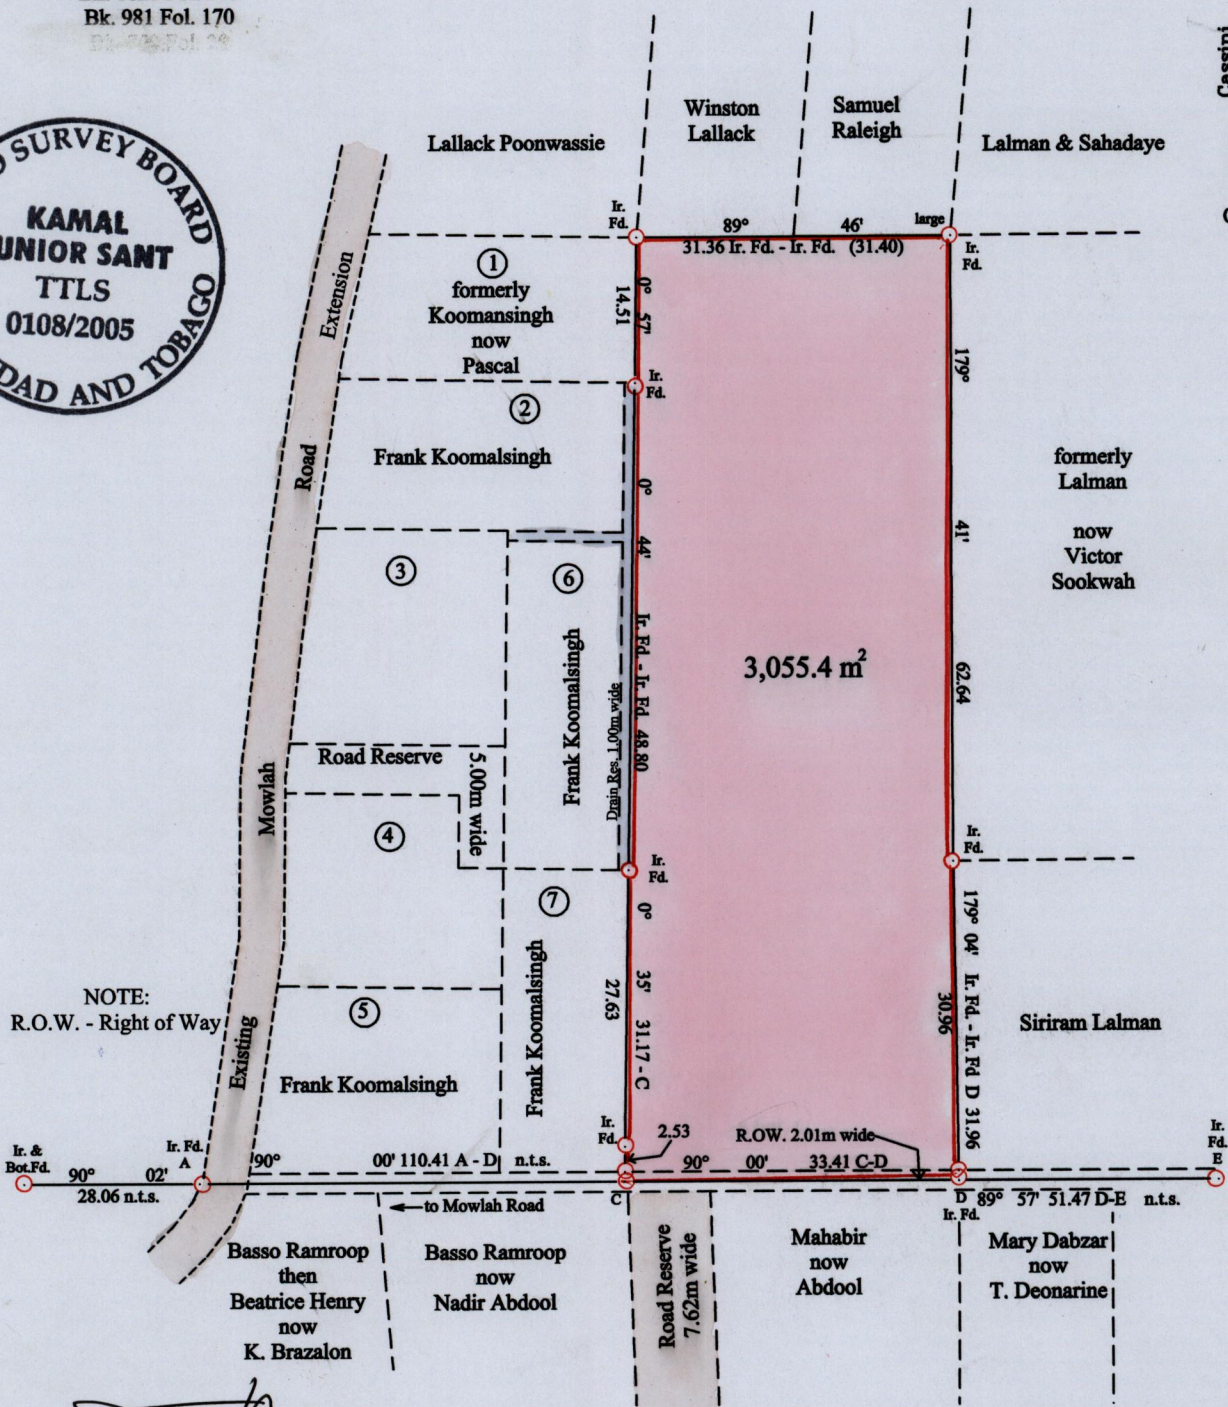 Bk. 981 Fol. 170
SURVEY BOARD
KAMAL
UNIOR SANT
TTLS
0108/2005
DAD AND TOBAGO
Cassini
Lallack Poonwassie
Winston
Lallack
Samuel
Raleigh
Lalman & Sahadaye
Ir.
Fd.
89° 46'
large
31.36 Ir. Fd. - Ir. Fd. (31.40)
Ir.
Fd.
①
formerly
Koomansingh
now
Pascal
0° 57'
14.51
Ir.
Fd.
②
Frank Koomalsingh
0° 44' Ir. Fd. - Ir. Fd. 48.80
Drain Res. 1.00m wide
179° 41'
62.64
formerly
Lalman
now
Victor
Sookwah
③
⑥
Frank Koomalsingh
3,055.4 m²
Road Reserve
5.00m wide
④
Ir.
Fd.
Ir.
Fd.
⑦
Frank Koomalsingh
0° 35' 31.17 - C
27.63
179° 04' Ir. Fd. - Ir. Fd D 31.96
30.96
Siriram Lalman
⑤
Frank Koomalsingh
Existing Mowlah Road Extension
NOTE:
R.O.W. - Right of Way
Ir. &
Bot.Fd.
90° 02'
28.06 n.t.s.
Ir. Fd.
A
90° 00' 110.41 A - D n.t.s.
Ir.
Fd.
2.53
R.OW. 2.01m wide
90° 00' 33.41 C-D
C
D
Ir. Fd.
89° 57' 51.47 D-E n.t.s.
Ir.
Fd.
E
to Mowlah Road
Basso Ramroop
then
Beatrice Henry
now
K. Brazalon
Basso Ramroop
now
Nadir Abdool
Road Reserve
7.62m wide
Mahabir
now
Abdool
Mary Dabzar
now
T. Deonarine